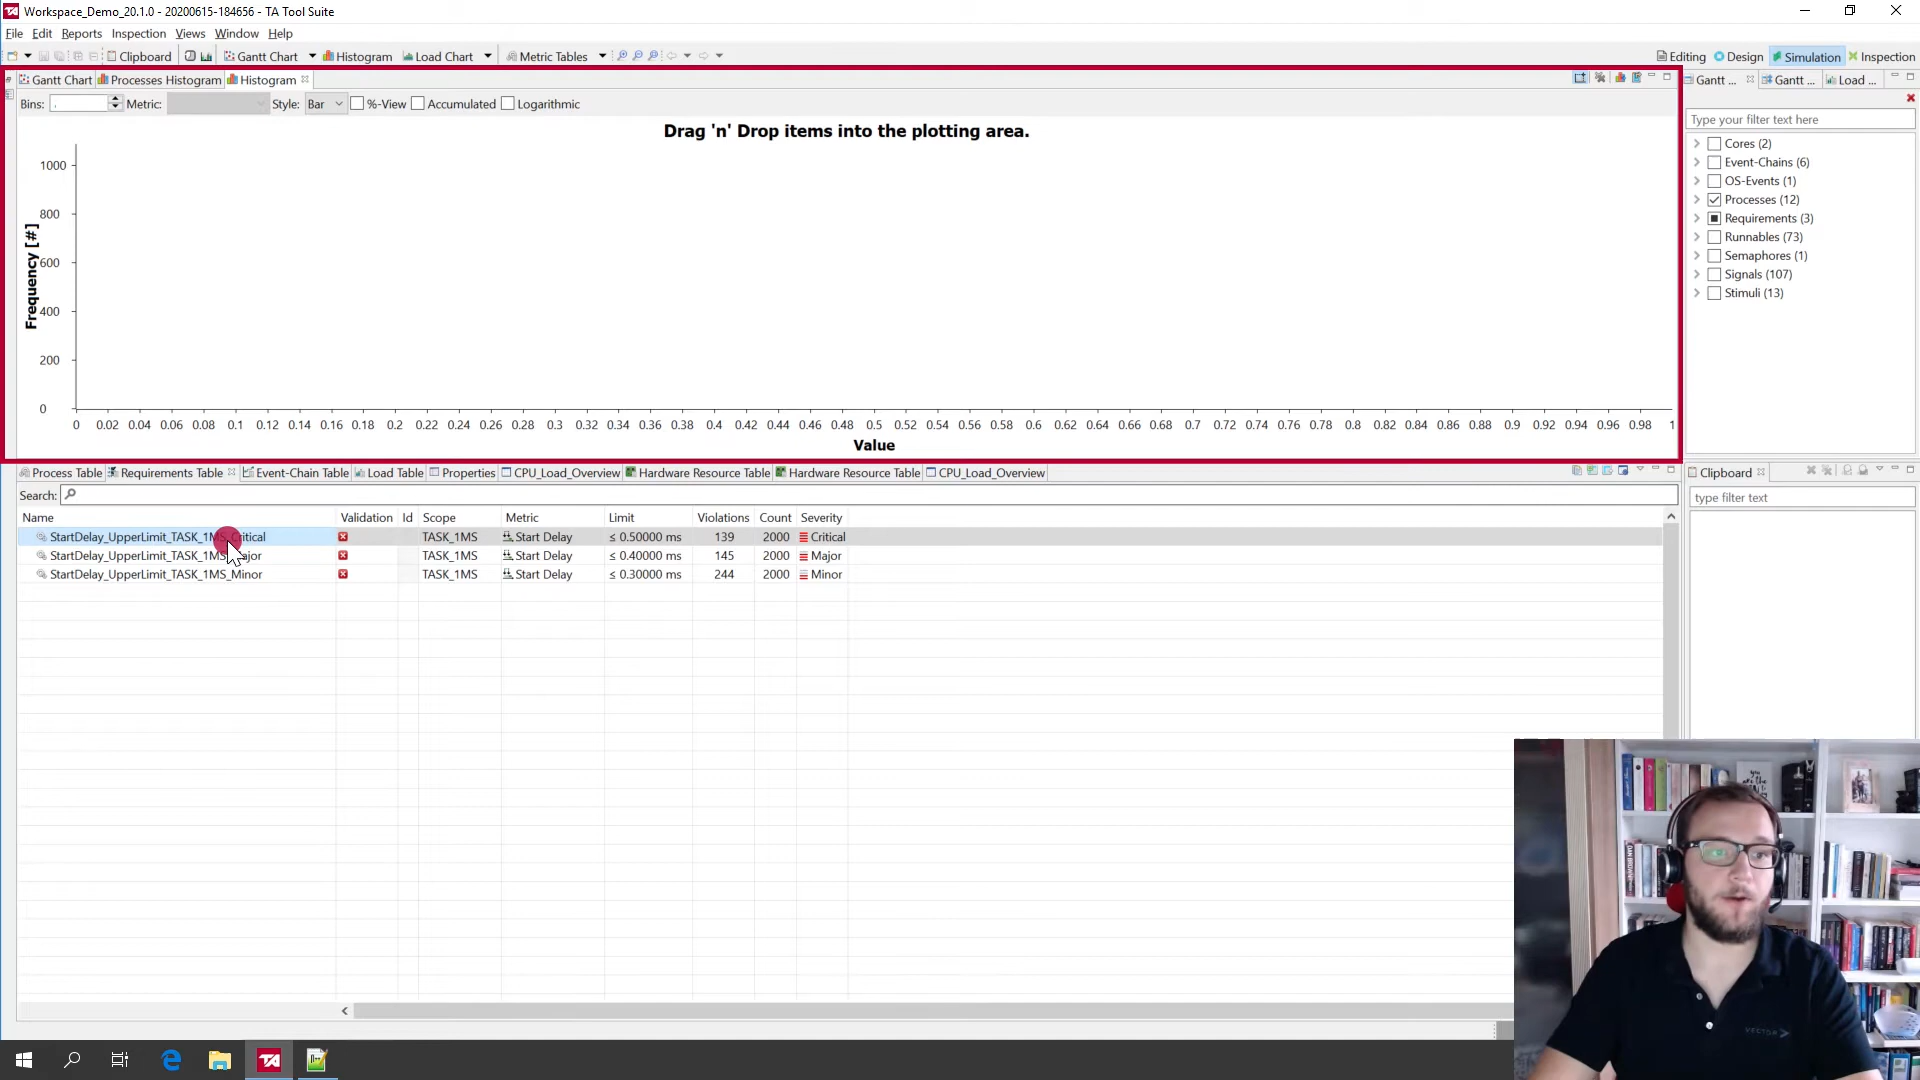 Workspace_Demo_20.1.0 - 20200615-184656 - TA Tool Suite
File Edit Reports Inspection Views Window Help
Clipboard Gantt Chart Histogram Load Chart Metric Tables Editing Design Simulation Inspection
Gantt Chart Processes Histogram Histogram
Bins: Metric: Style: Bar %-View Accumulated Logarithmic
Drag 'n' Drop items into the plotting area.
1000
800
600
400
200
0
Frequency [#]
0 0.02 0.04 0.06 0.08 0.1 0.12 0.14 0.16 0.18 0.2 0.22 0.24 0.26 0.28 0.3 0.32 0.34 0.36 0.38 0.4 0.42 0.44 0.46 0.48 0.5 0.52 0.54 0.56 0.58 0.6 0.62 0.64 0.66 0.68 0.7 0.72 0.74 0.76 0.78 0.8 0.82 0.84 0.86 0.88 0.9 0.92 0.94 0.96 0.98 1
Value
Gantt ... Gantt ... Load ...
Type your filter text here
Cores (2)
Event-Chains (6)
OS-Events (1)
Processes (12)
Requirements (3)
Runnables (73)
Semaphores (1)
Signals (107)
Stimuli (13)
Process Table Requirements Table Event-Chain Table Load Table Properties CPU_Load_Overview Hardware Resource Table Hardware Resource Table CPU_Load_Overview
Search:
Name Validation Id Scope Metric Limit Violations Count Severity
StartDelay_UpperLimit_TASK_1MS_Critical TASK_1MS Start Delay ≤ 0.50000 ms 139 2000 Critical
StartDelay_UpperLimit_TASK_1MS_Major TASK_1MS Start Delay ≤ 0.40000 ms 145 2000 Major
StartDelay_UpperLimit_TASK_1MS_Minor TASK_1MS Start Delay ≤ 0.30000 ms 244 2000 Minor
Clipboard
type filter text
TA
VECTOR